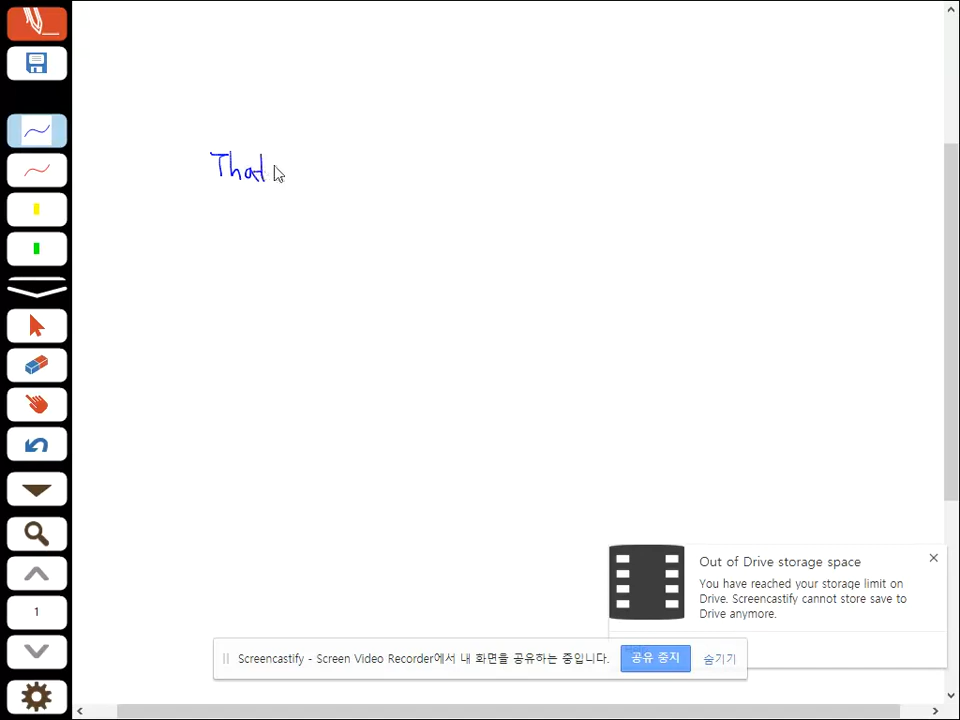 That
1
Out of Drive storage space
You have reached your storage limit on
Drive. Screencastify cannot store save to
Drive anymore.
Screencastify - Screen Video Recorder에서 내 화면을 공유하는 중입니다. 공유 중지 숨기기